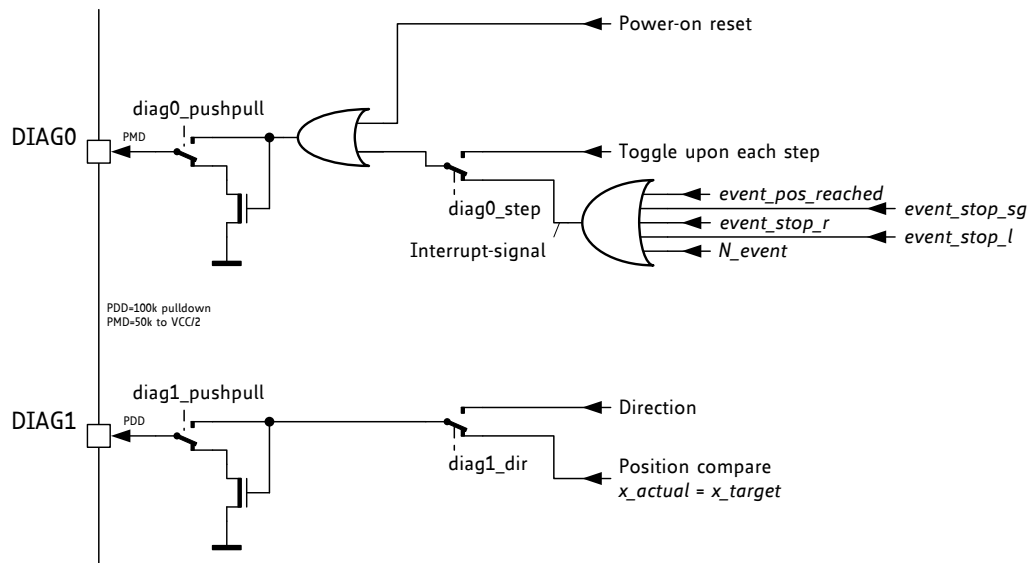 Power-on reset
diag0_pushpull
DIAG0
PMD
Toggle upon each step
event_pos_reached
diag0_step
event_stop_sg
event_stop_r
Interrupt-signal
event_stop_l
N_event
PDD=100k pulldown
PMD=50k to VCC/2
diag1_pushpull
DIAG1
PDD
Direction
diag1_dir
Position compare
x_actual = x_target